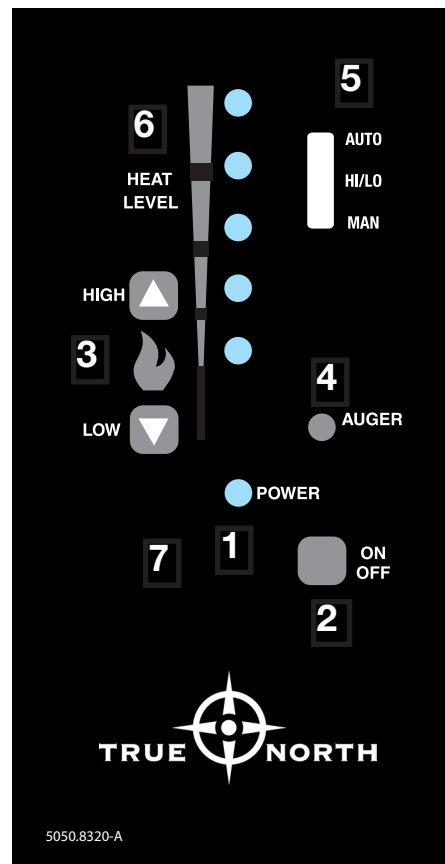 5
6
AUTO
HEAT
LEVEL
HI/LO
MAN
HIGH
3
4
AUGER
LOW
POWER
1
7
ON
OFF
2
TRUE NORTH
5050.8320-A